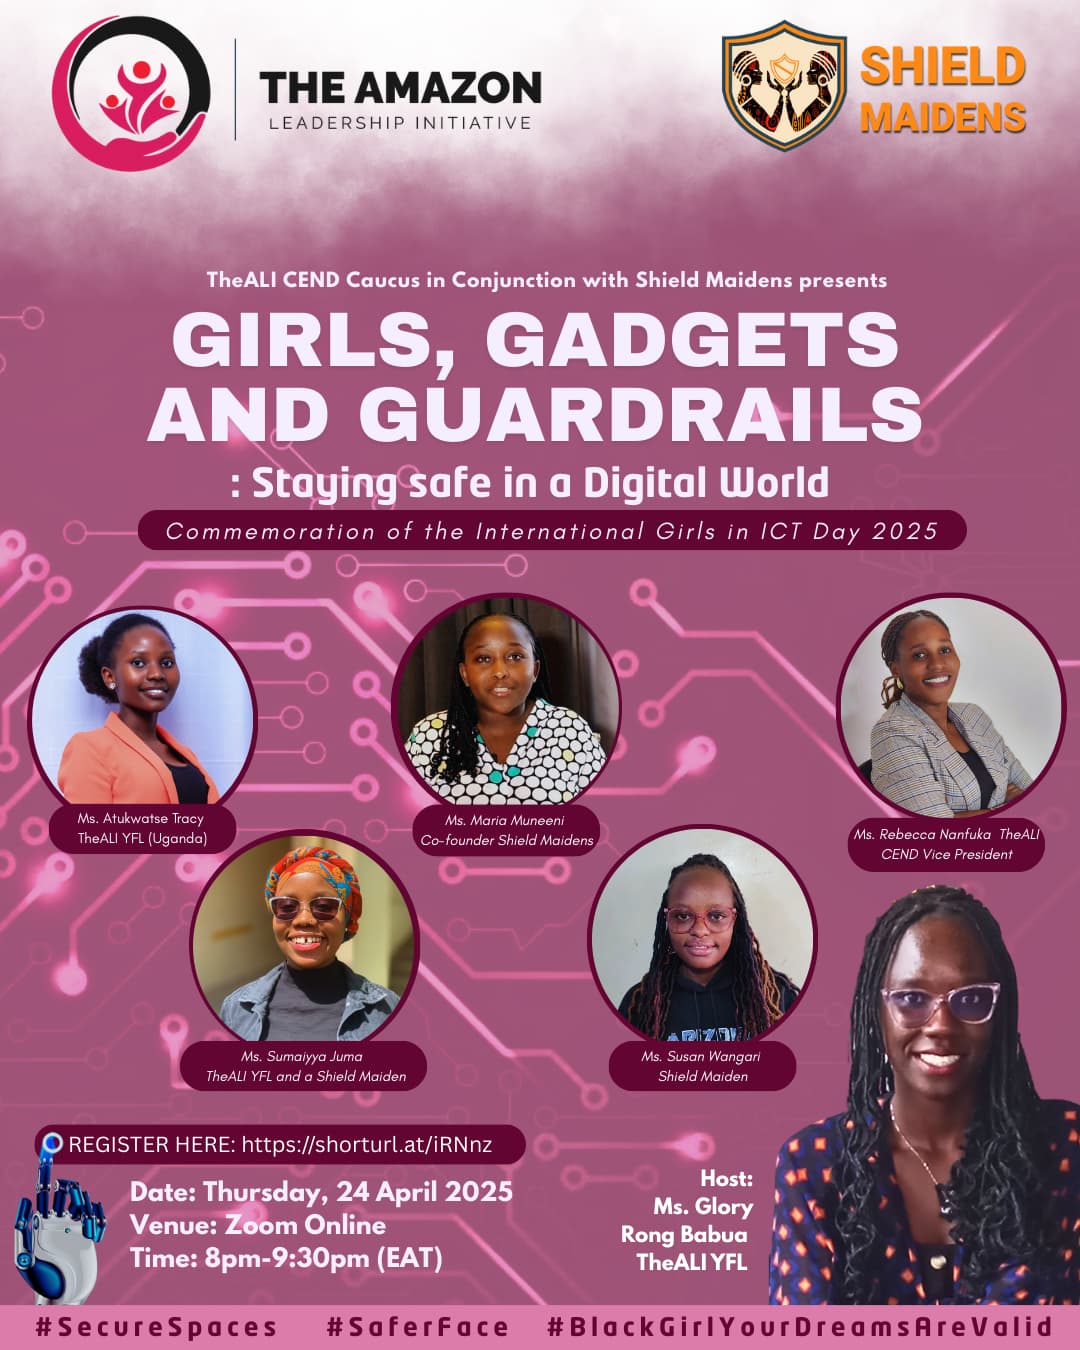 THE AMAZON
LEADERSHIP INITIATIVE
SHIELD
MAIDENS
TheALI CEND Caucus in Conjunction with Shield Maidens presents
GIRLS, GADGETS
AND GUARDRAILS
: Staying safe in a Digital World
Commemoration of the International Girls in ICT Day 2025
Ms. Atukwatse Tracy
TheALI YFL (Uganda)
Ms. Maria Muneeni
Co-founder Shield Maidens
Ms. Rebecca Nanfuka TheALI
CEND Vice President
Ms. Sumaiyya Juma
TheALI YFL and a Shield Maiden
Ms. Susan Wangari
Shield Maiden
REGISTER HERE: https://shorturl.at/iRNnz
Date: Thursday, 24 April 2025
Venue: Zoom Online
Time: 8pm-9:30pm (EAT)
Host:
Ms. Glory
Rong Babua
TheALI YFL
#SecureSpaces #SaferFace #BlackGirlYourDreamsAreValid